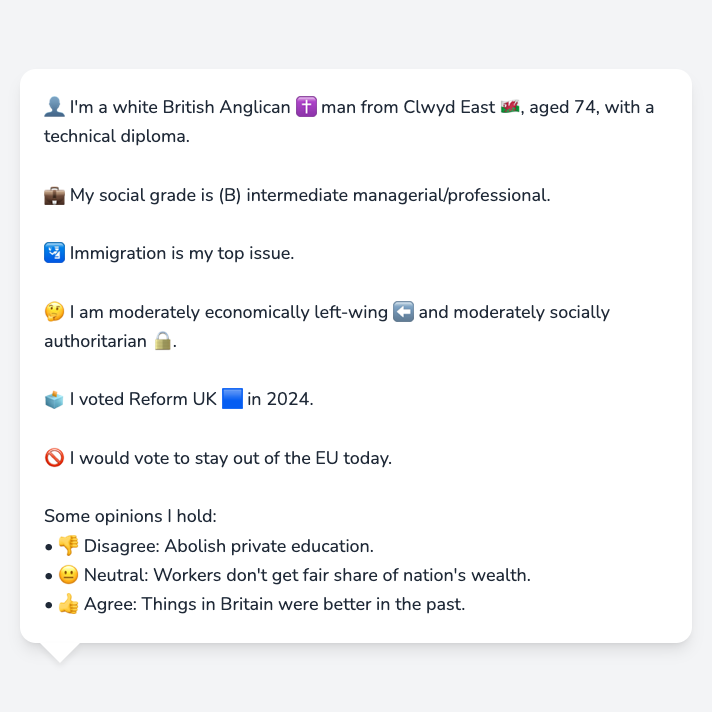 👤 I'm a white British Anglican ✝️ man from Clwyd East 🏴󠁧󠁢󠁷󠁬󠁳󠁿, aged 74, with a
technical diploma.
💼 My social grade is (B) intermediate managerial/professional.
🛂 Immigration is my top issue.
🤔 I am moderately economically left-wing ⬅️ and moderately socially
authoritarian 🔒.
🗳️ I voted Reform UK 🟦 in 2024.
🚫 I would vote to stay out of the EU today.
Some opinions I hold:
• 👎 Disagree: Abolish private education.
• 😐 Neutral: Workers don't get fair share of nation's wealth.
• 👍 Agree: Things in Britain were better in the past.